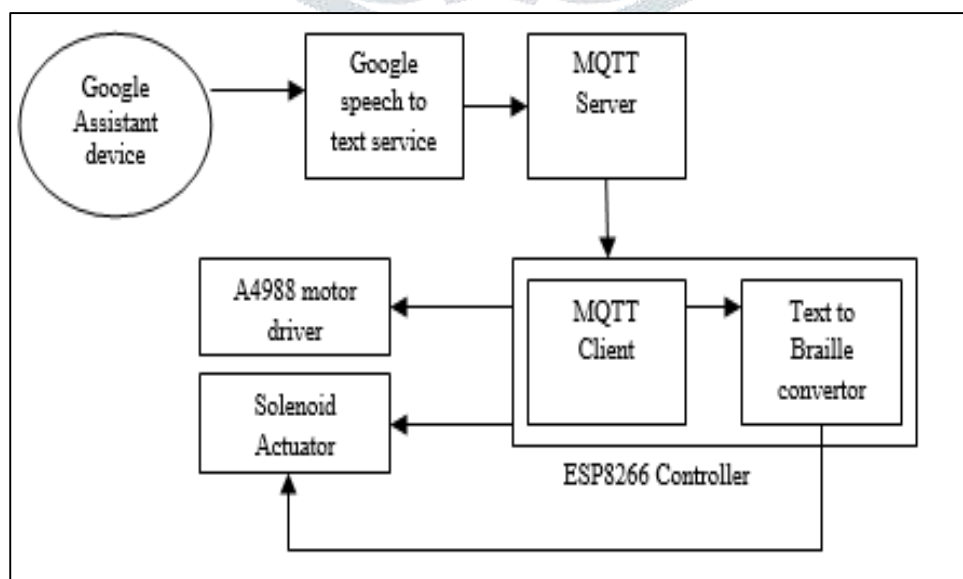 Google
Assistant
device
Google
speech to
text service
MQTT
Server
A4988 motor
driver
MQTT
Client
Text to
Braille
convertor
Solenoid
Actuator
ESP8266 Controller